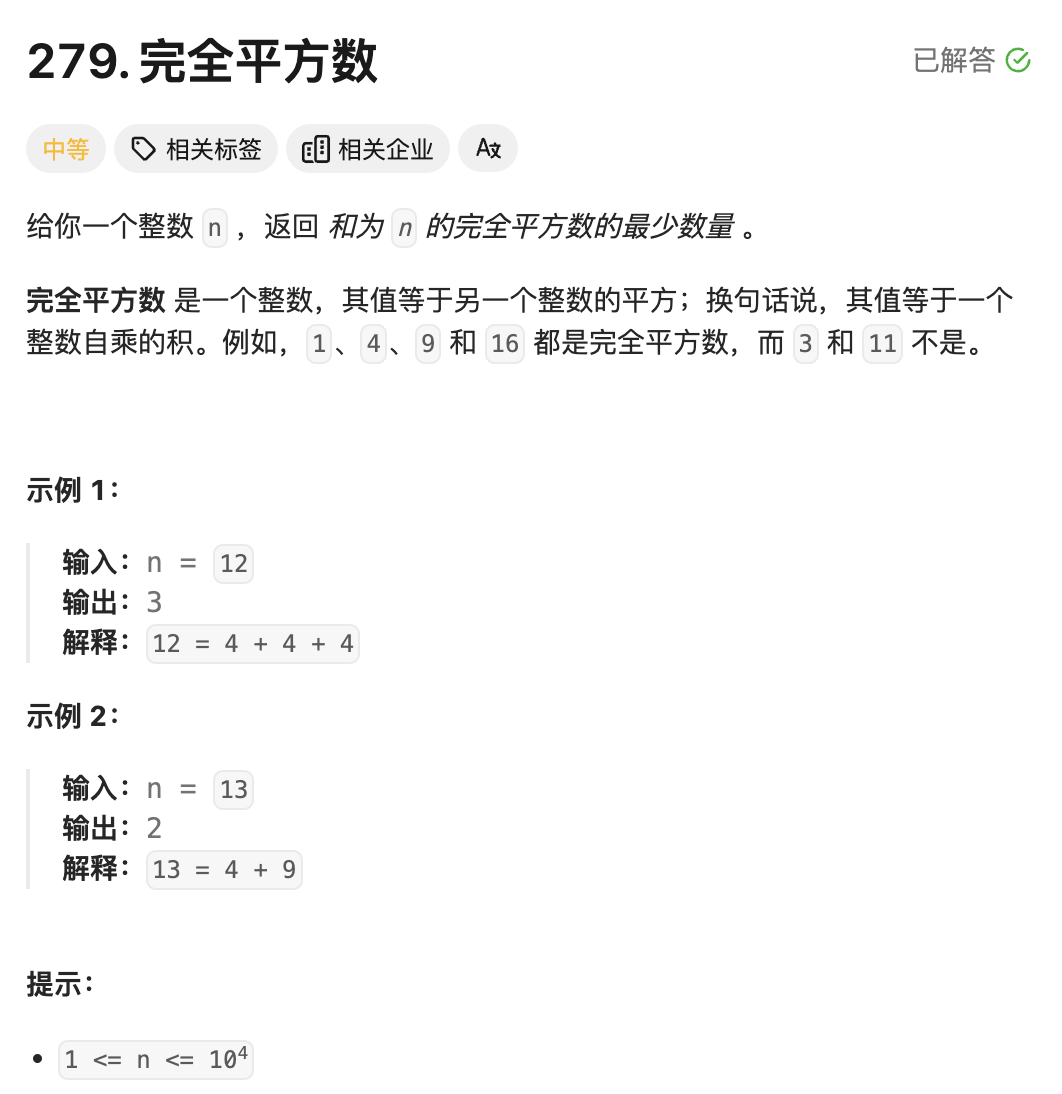 279. 完全平方数
已解答
中等 相关标签 相关企业
给你一个整数 n ，返回 和为 n 的完全平方数的最少数量 。
完全平方数 是一个整数，其值等于另一个整数的平方；换句话说，其值等于一个
整数自乘的积。例如，1、4、9 和 16 都是完全平方数，而 3 和 11 不是。
示例 1：
输入：n = 12
输出：3
解释：12 = 4 + 4 + 4
示例 2：
输入：n = 13
输出：2
解释：13 = 4 + 9
提示：
• 1 <= n <= 10⁴